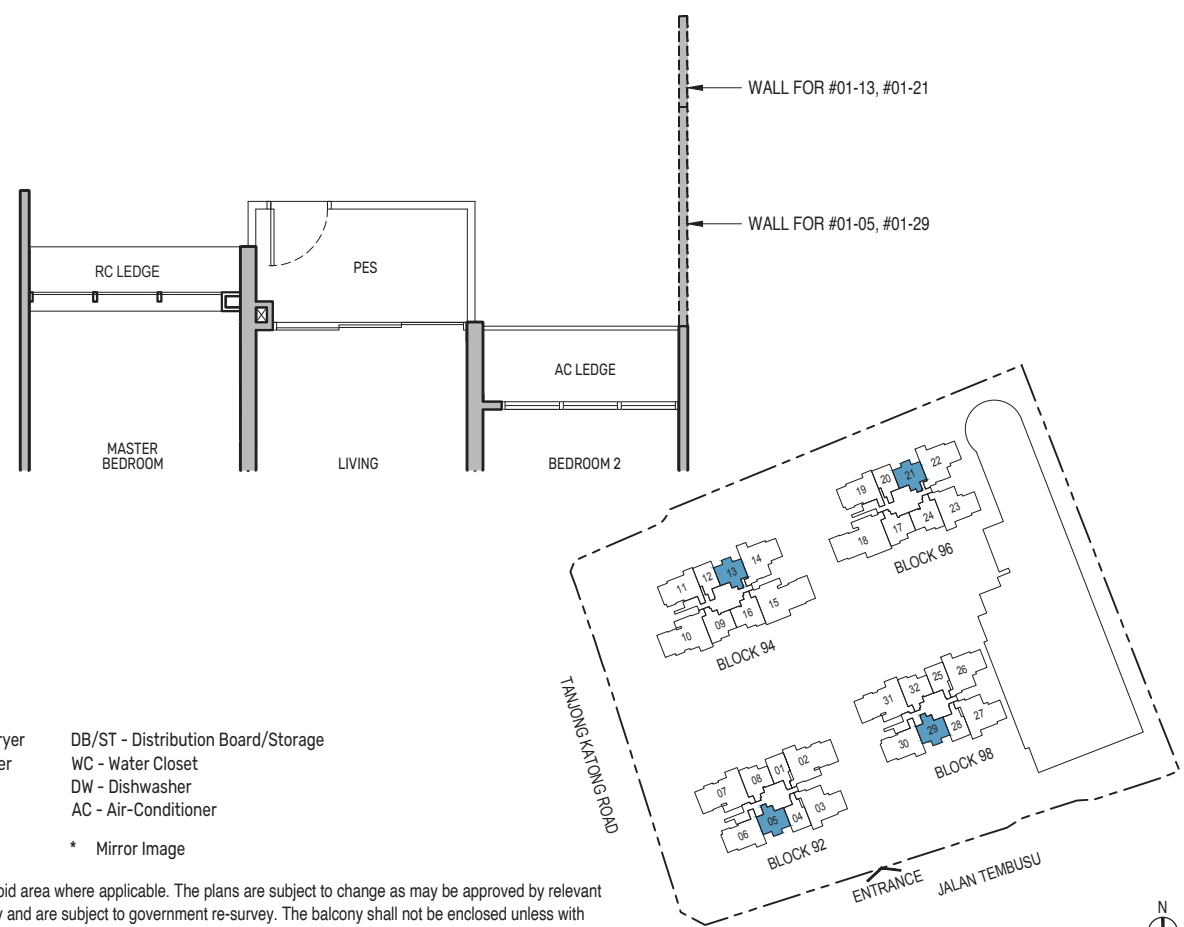 WALL FOR #01-13, #01-21
WALL FOR #01-05, #01-29
RC LEDGE
PES
AC LEDGE
MASTER
BEDROOM
LIVING
BEDROOM 2
22
21
20
19
23
24
17
18
BLOCK 96
14
13
12
11
15
16
09
10
BLOCK 94
26
25
32
31
27
28
29
30
BLOCK 98
02
01
08
07
03
04
05
06
BLOCK 92
TANJONG KATONG ROAD
ENTRANCE
JALAN TEMBUSU
N
ryer DB/ST - Distribution Board/Storage
er WC - Water Closet
DW - Dishwasher
AC - Air-Conditioner
* Mirror Image
oid area where applicable. The plans are subject to change as may be approved by relevant
y and are subject to government re-survey. The balcony shall not be enclosed unless with